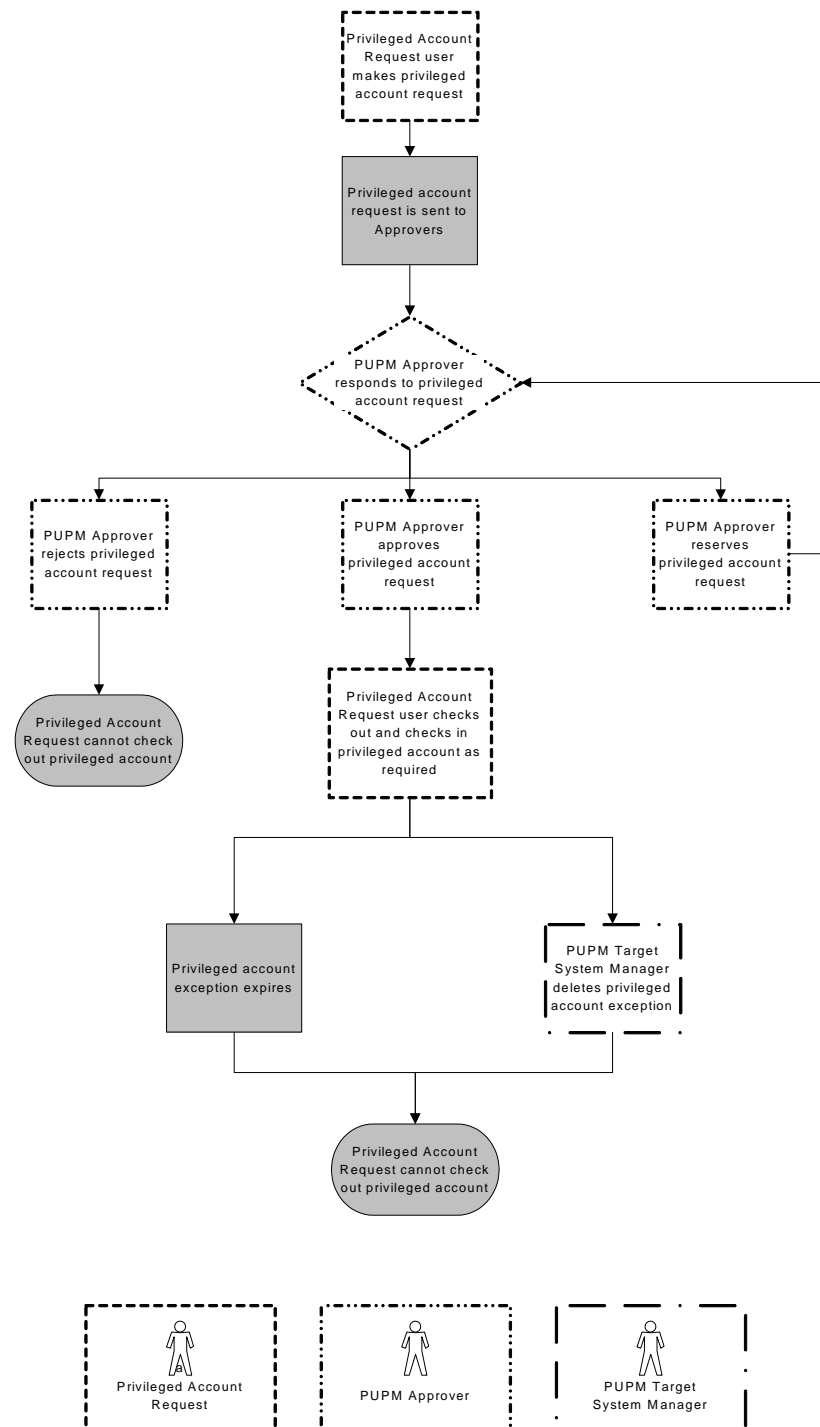 Privileged Account
Request user
makes privileged
account request
Privileged account
request is sent to
Approvers
PUPM Approver
responds to privileged
account request
PUPM Approver
rejects privileged
account request
PUPM Approver
approves
privileged account
request
PUPM Approver
reserves
privileged account
request
Privileged Account
Request cannot check
out privileged account
Privileged Account
Request user checks
out and checks in
privileged account as
required
Privileged account
exception expires
PUPM Target
System Manager
deletes privileged
account exception
Privileged Account
Request cannot check
out privileged account
a
Privileged Account
Request
PUPM Approver
PUPM Target
System Manager